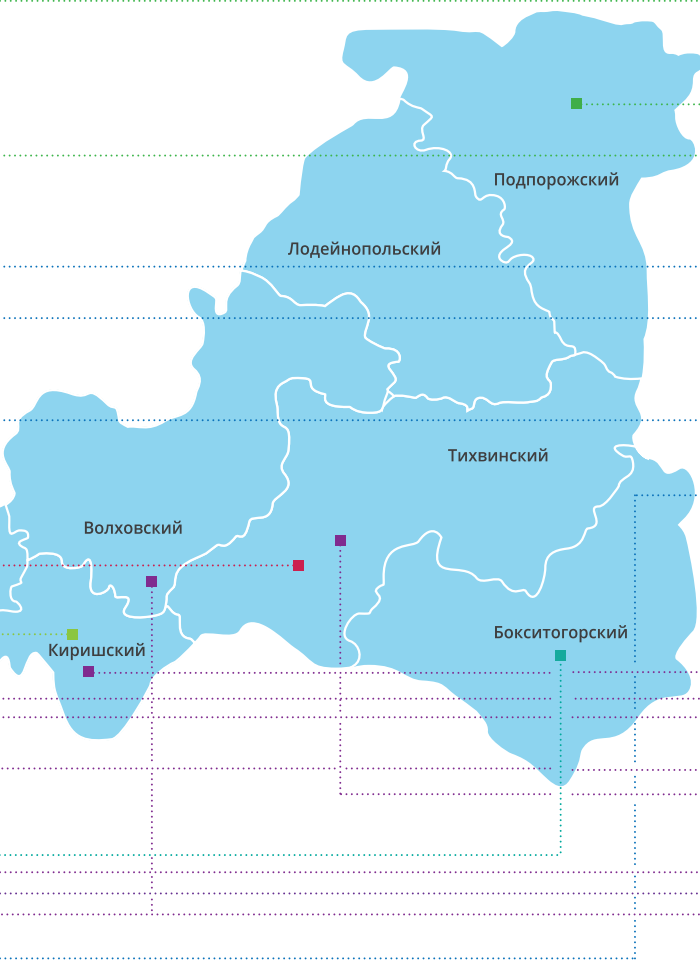 Подпорожский
Лодейнопольский
Тихвинский
Волховский
Бокситогорский
Киришский